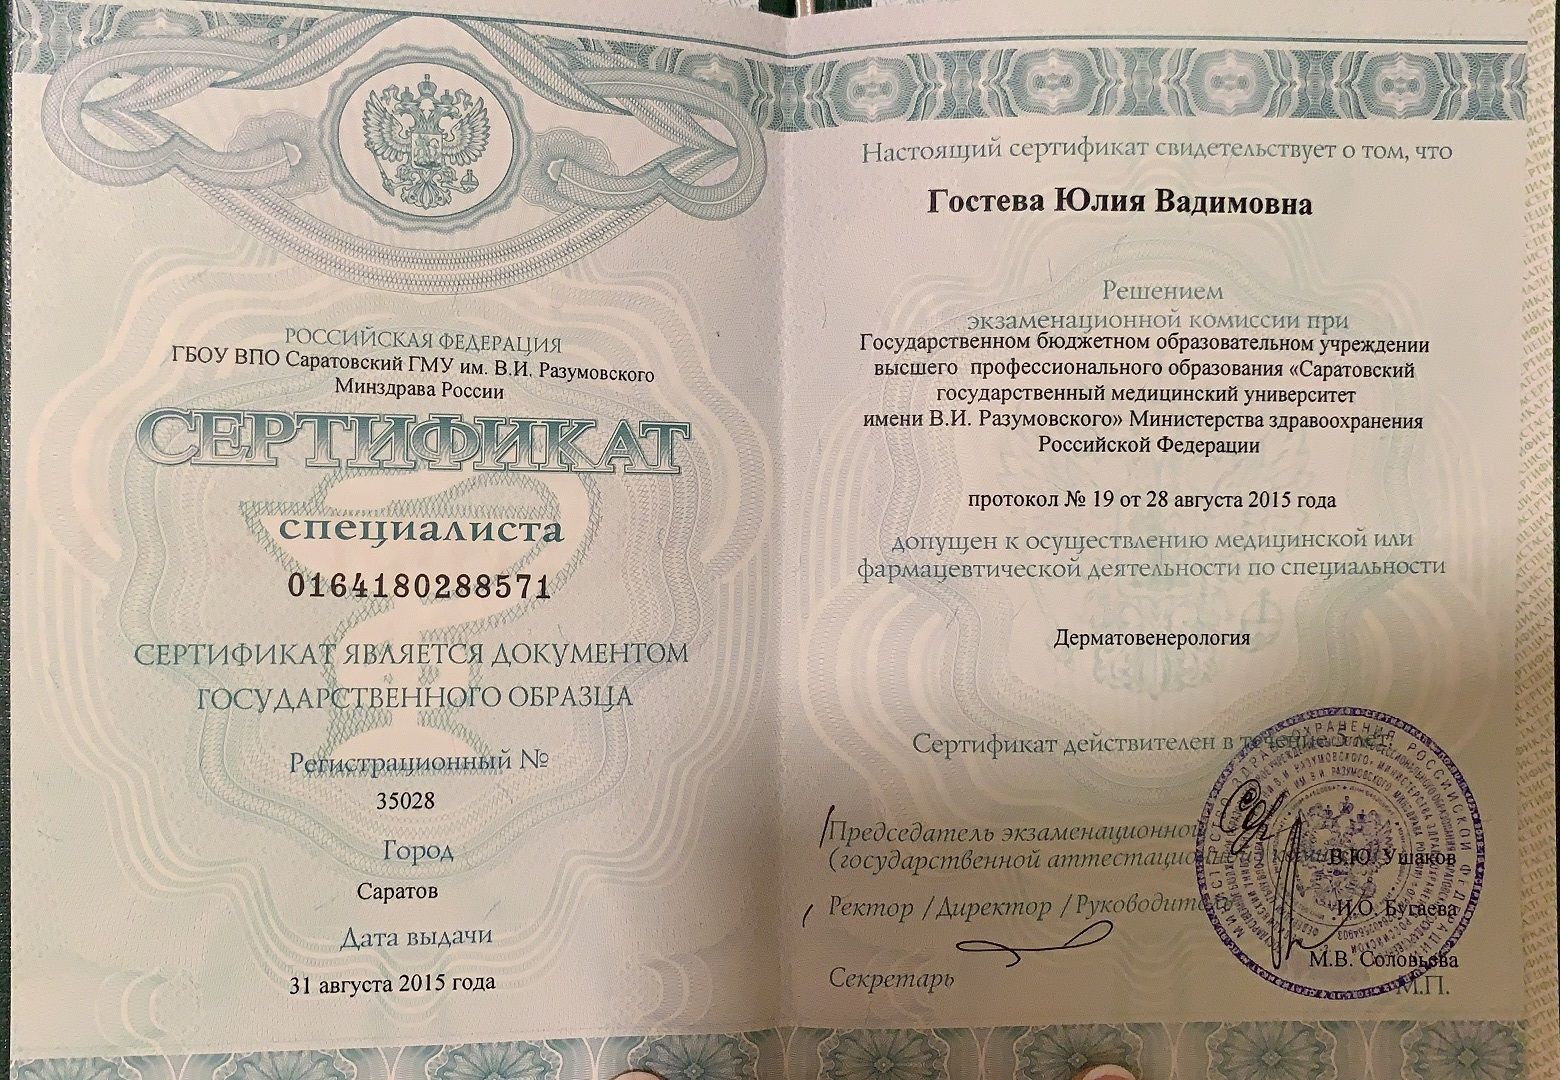 РОССИЙСКАЯ ФЕДЕРАЦИЯ
ГБОУ ВПО Саратовский ГМУ им. В.И. Разумовского
Минздрава России
СЕРТИФИКАТ
специалиста
0164180288571
СЕРТИФИКАТ ЯВЛЯЕТСЯ ДОКУМЕНТОМ
ГОСУДАРСТВЕННОГО ОБРАЗЦА
Регистрационный №
35028
Город
Саратов
Дата выдачи
31 августа 2015 года
Настоящий сертификат свидетельствует о том, что
Гостева Юлия Вадимовна
Решением
экзаменационной комиссии при
Государственном бюджетном образовательном учреждении
высшего профессионального образования «Саратовский
государственный медицинский университет
имени В.И. Разумовского» Министерства здравоохранения
Российской Федерации
протокол № 19 от 28 августа 2015 года
допущен к осуществлению медицинской или
фармацевтической деятельности по специальности
Дерматовенерология
Сертификат действителен в течение 5 лет.
Председатель экзаменационной
(государственной аттестационной
В.Ю. Ушаков
Ректор / Директор / Руководитель
И.О. Бугаева
М.В. Соловьева
Секретарь
М.П.